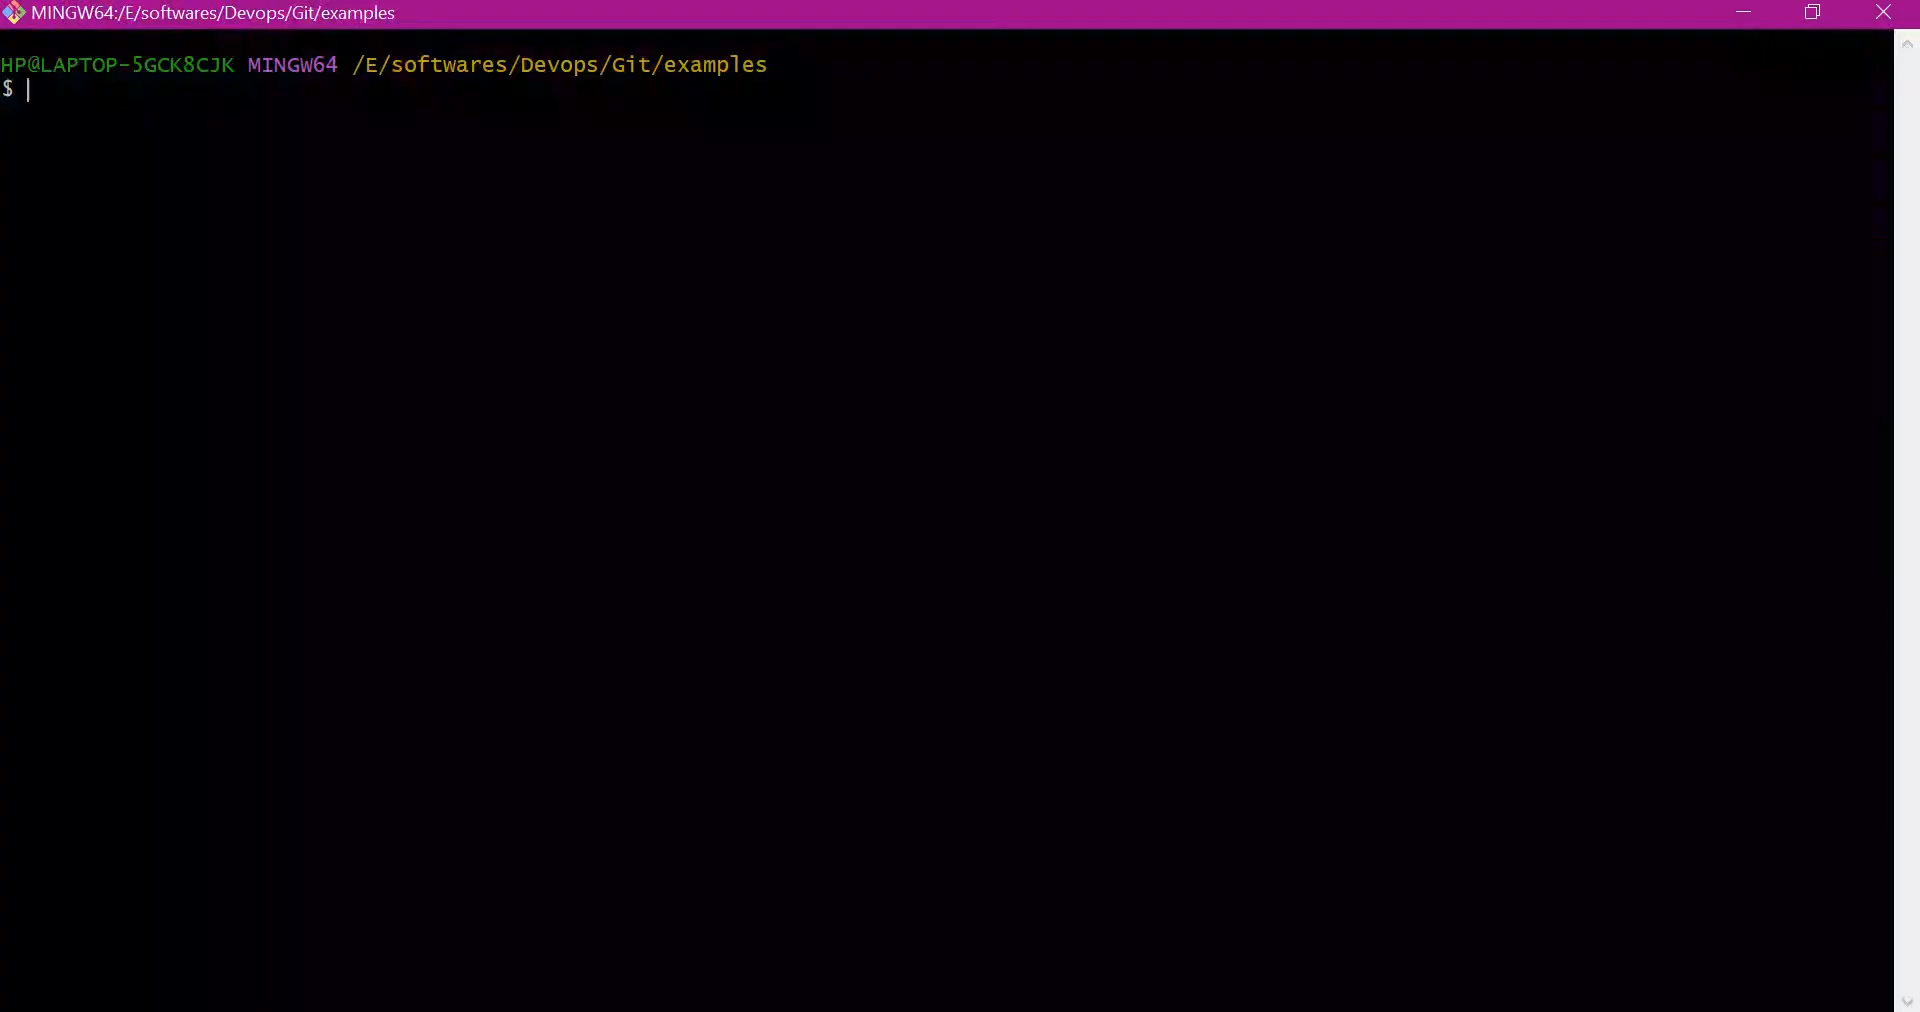 MINGW64:/E/softwares/Devops/Git/examples
HP@LAPTOP-5GCK8CJK MINGW64 /E/softwares/Devops/Git/examples
$